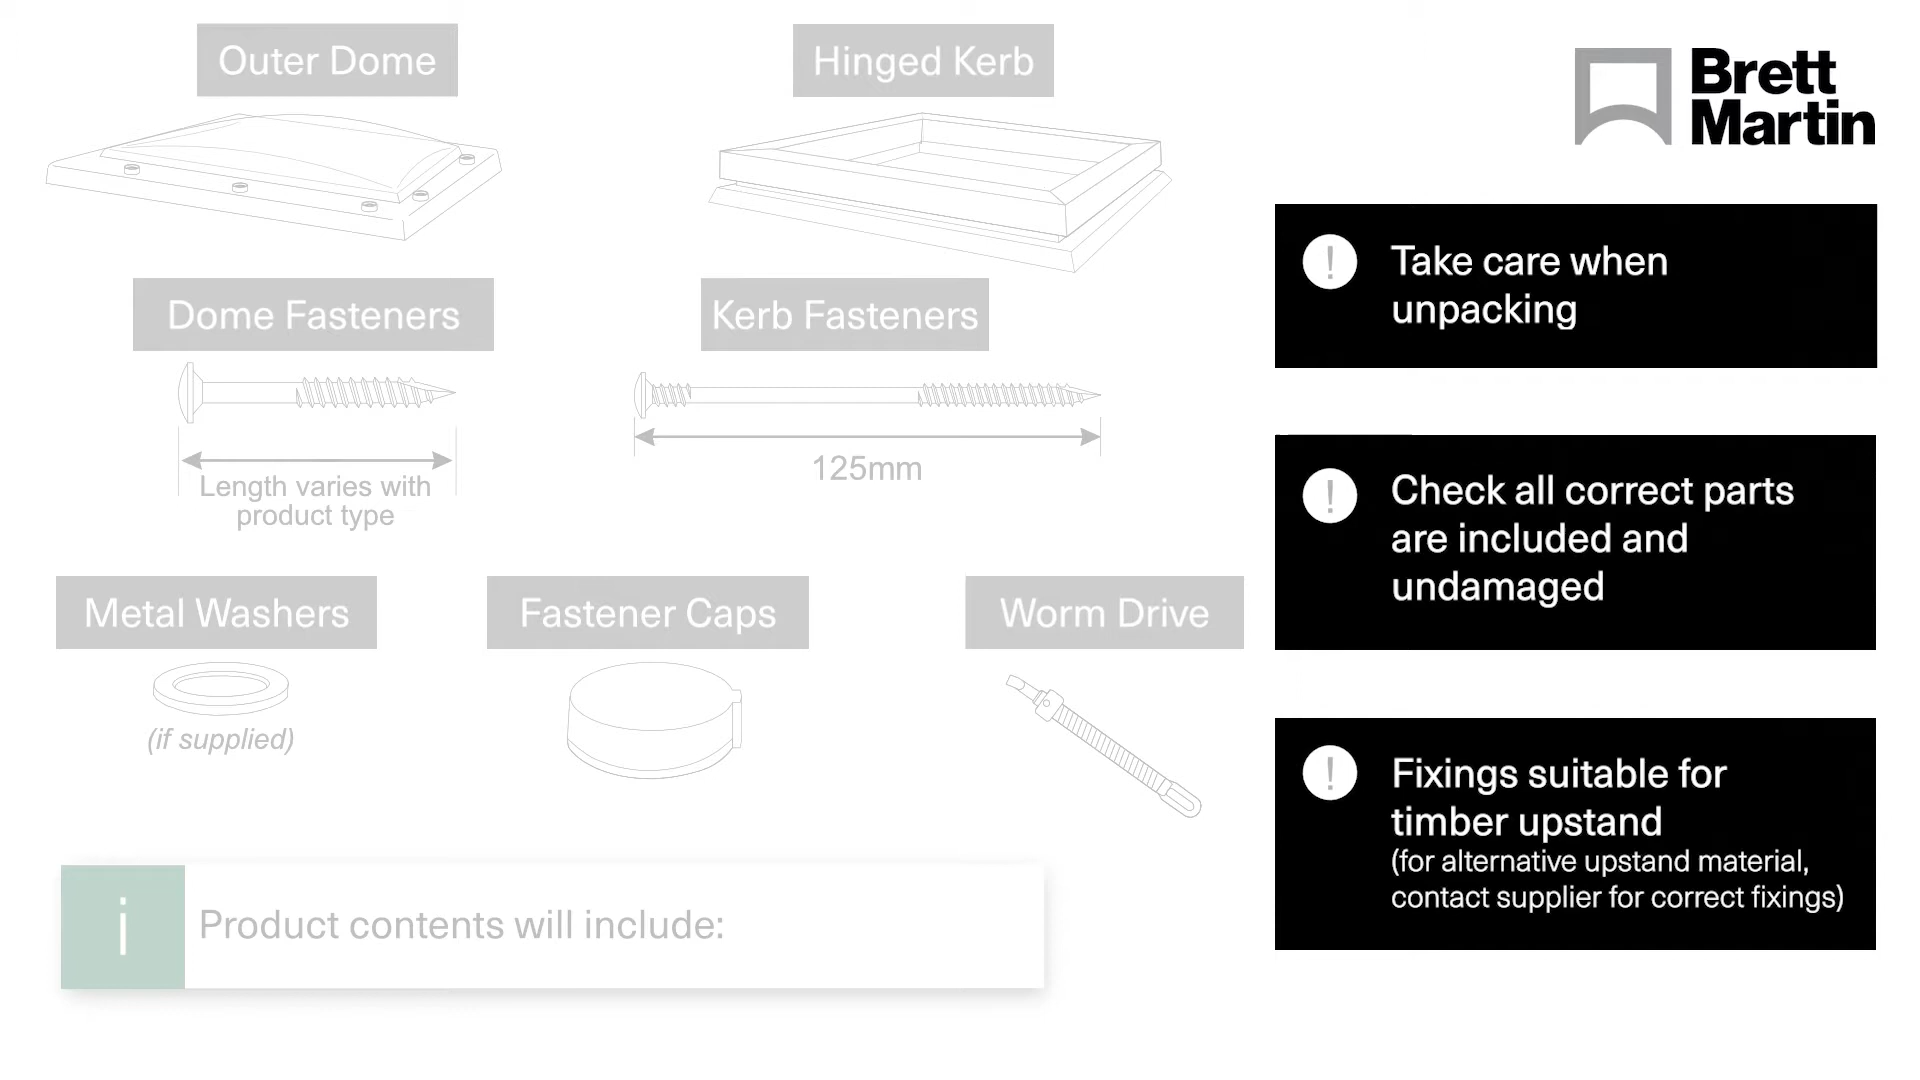 Outer Dome
Hinged Kerb
Brett
Martin
Dome Fasteners
Kerb Fasteners
Length varies with
product type
125mm
Metal Washers
Fastener Caps
Worm Drive
(if supplied)
i
Product contents will include:
!
Take care when
unpacking
!
Check all correct parts
are included and
undamaged
!
Fixings suitable for
timber upstand
(for alternative upstand material,
contact supplier for correct fixings)